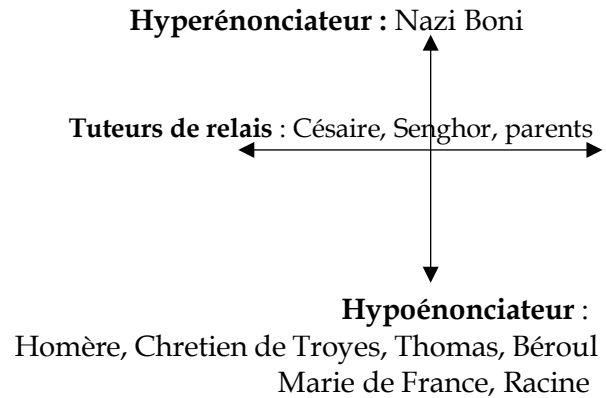 Hyperénonciateur : Nazi Boni
Tuteurs de relais : Césaire, Senghor, parents
Hypoénonciateur :
Homère, Chretien de Troyes, Thomas, Béroul
Marie de France, Racine